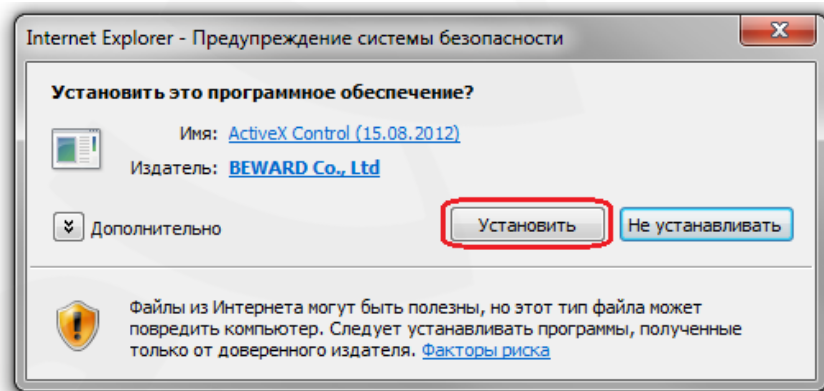 Internet Explorer - Предупреждение системы безопасности
Установить это программное обеспечение?
Имя: ActiveX Control (15.08.2012)
Издатель: BEWARD Co., Ltd
Дополнительно
Установить
Не устанавливать
Файлы из Интернета могут быть полезны, но этот тип файла может
повредить компьютер. Следует устанавливать программы, полученные
только от доверенного издателя. Факторы риска